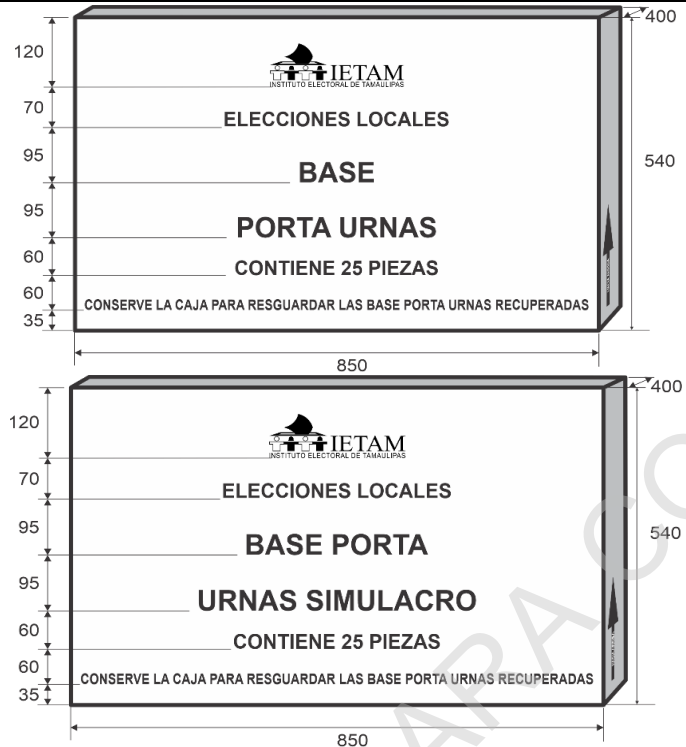 400
120
IETAM
INSTITUTO ELECTORAL DE TAMAULIPAS
70
ELECCIONES LOCALES
95
BASE
540
95
PORTA URNAS
60
CONTIENE 25 PIEZAS
60
CONSERVE LA CAJA PARA RESGUARDAR LAS BASE PORTA URNAS RECUPERADAS
35
850
400
120
IETAM
INSTITUTO ELECTORAL DE TAMAULIPAS
70
ELECCIONES LOCALES
95
BASE PORTA
540
95
URNAS SIMULACRO
60
CONTIENE 25 PIEZAS
60
CONSERVE LA CAJA PARA RESGUARDAR LAS BASE PORTA URNAS RECUPERADAS
35
850